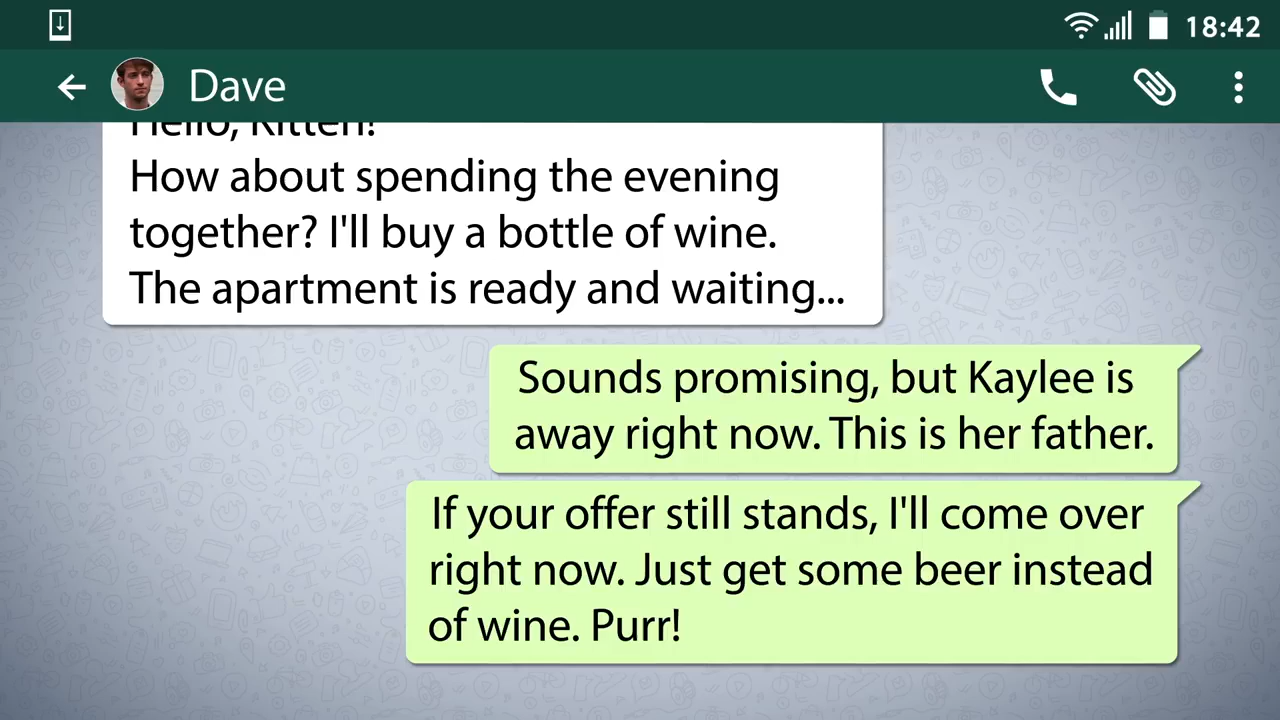 18:42
Dave
Hello, Kitten!
How about spending the evening
together? I'll buy a bottle of wine.
The apartment is ready and waiting...
Sounds promising, but Kaylee is
away right now. This is her father.
If your offer still stands, I'll come over
right now. Just get some beer instead
of wine. Purr!